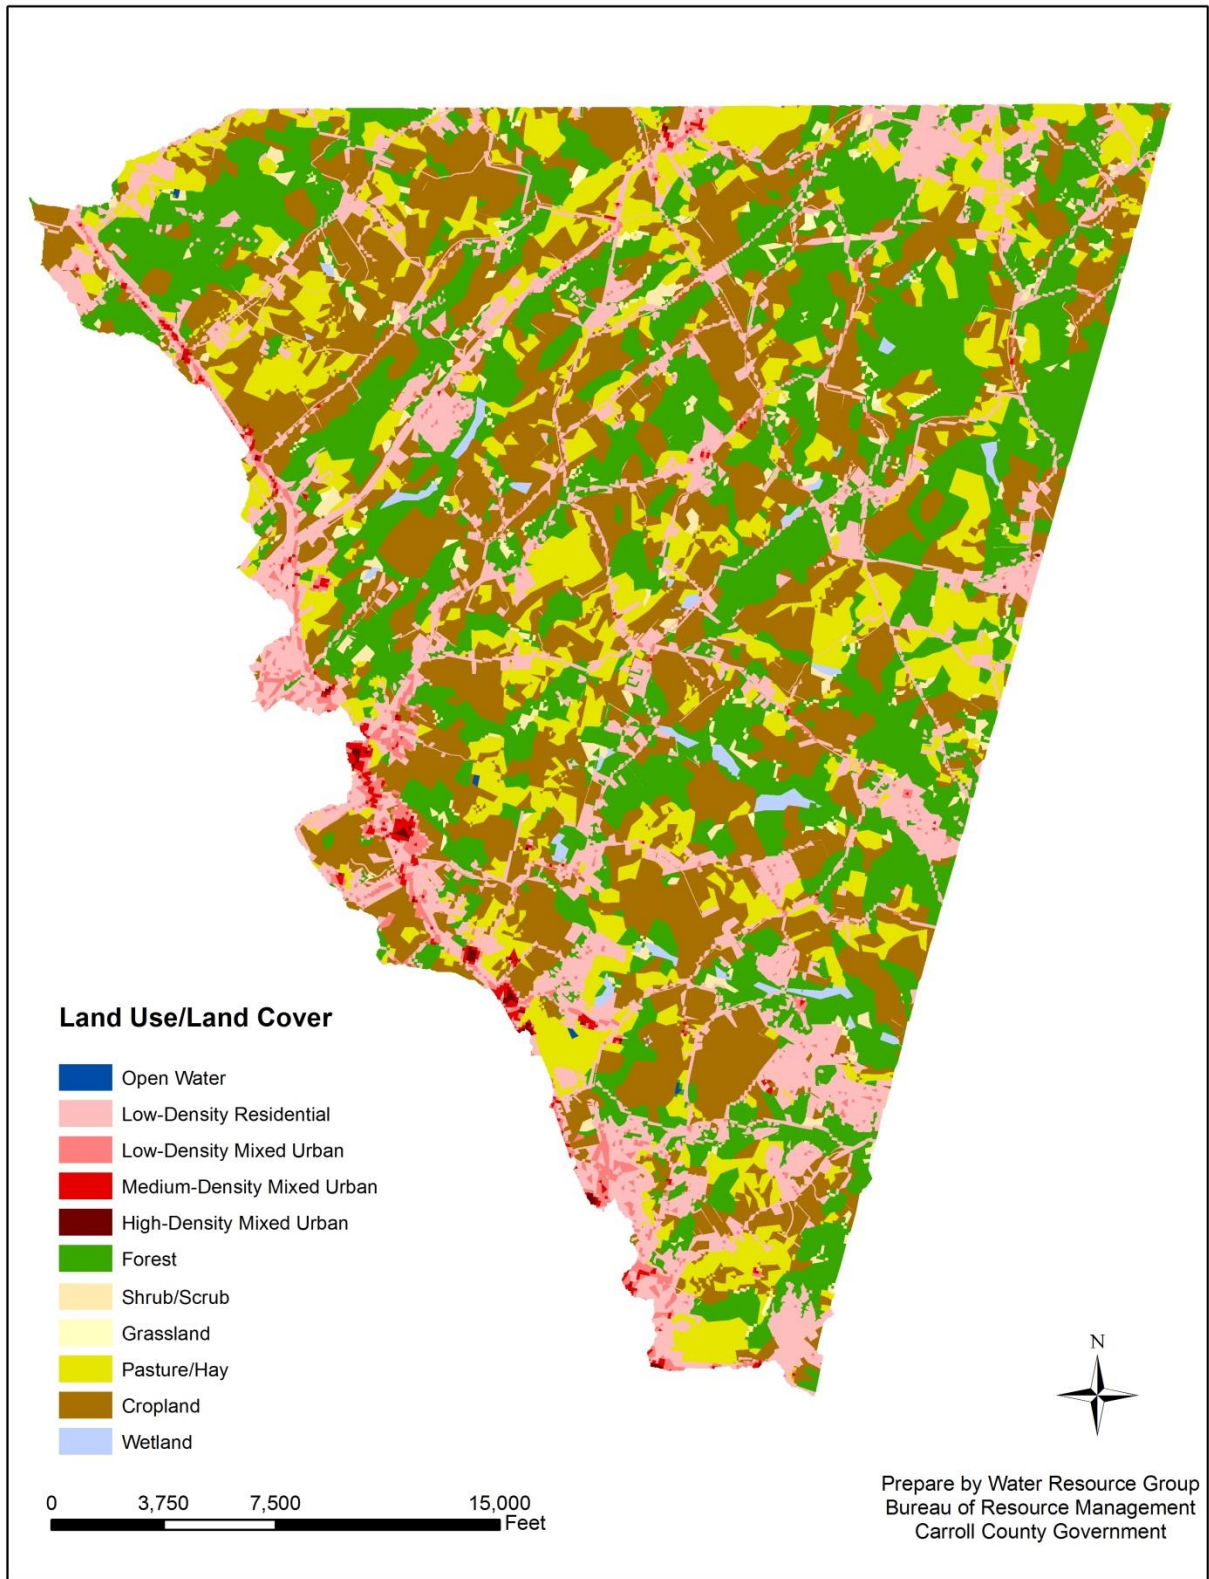 Land Use/Land Cover
Open Water
Low-Density Residential
Low-Density Mixed Urban
Medium-Density Mixed Urban
High-Density Mixed Urban
Forest
Shrub/Scrub
Grassland
Pasture/Hay
Cropland
Wetland
N
0 3,750 7,500 15,000
Feet
Prepare by Water Resource Group
Bureau of Resource Management
Carroll County Government